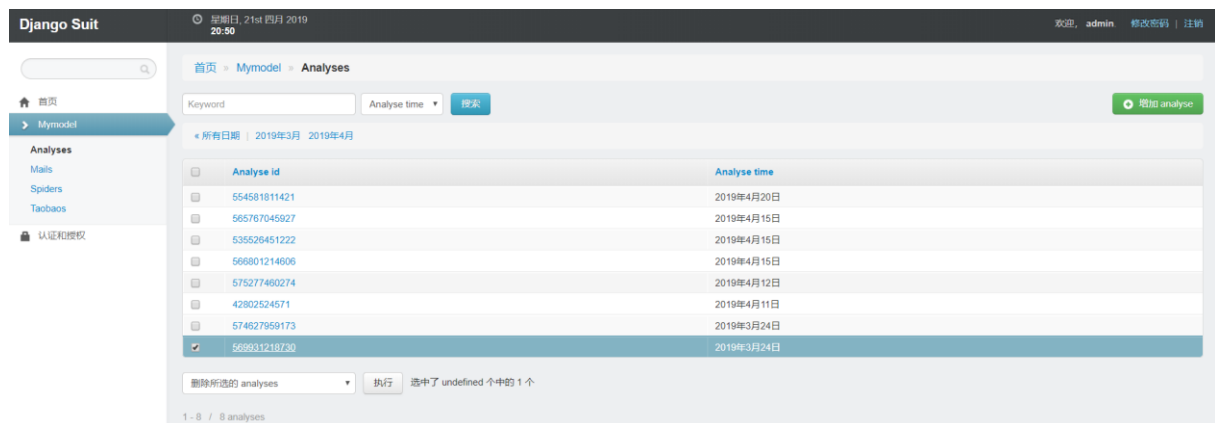 Django Suit
星期日, 21st 四月 2019
20:50
欢迎, admin. 修改密码 | 注销
首页 » Mymodel » Analyses
首页
Mymodel
Analyses
Mails
Spiders
Taobaos
认证和授权
Keyword
Analyse time
搜索
增加 analyse
« 所有日期 | 2019年3月 2019年4月
Analyse id Analyse time
554581811421 2019年4月20日
565767045927 2019年4月15日
535526451222 2019年4月15日
566801214606 2019年4月15日
575277460274 2019年4月12日
42802524571 2019年4月11日
574627959173 2019年3月24日
569931218730 2019年3月24日
删除所选的 analyses 执行 选中了 undefined 个中的 1 个
1 - 8 / 8 analyses